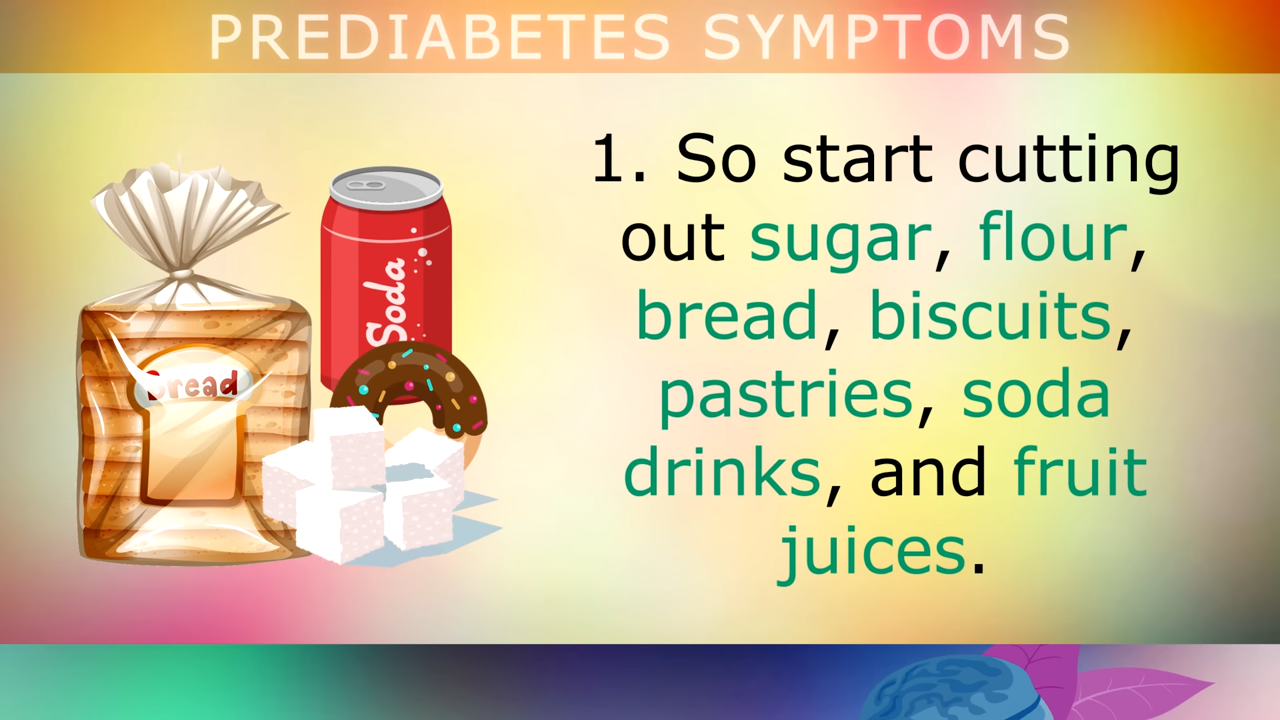 PREDIABETES SYMPTOMS
Soda
Bread
1. So start cutting
out sugar, flour,
bread, biscuits,
pastries, soda
drinks, and fruit
juices.